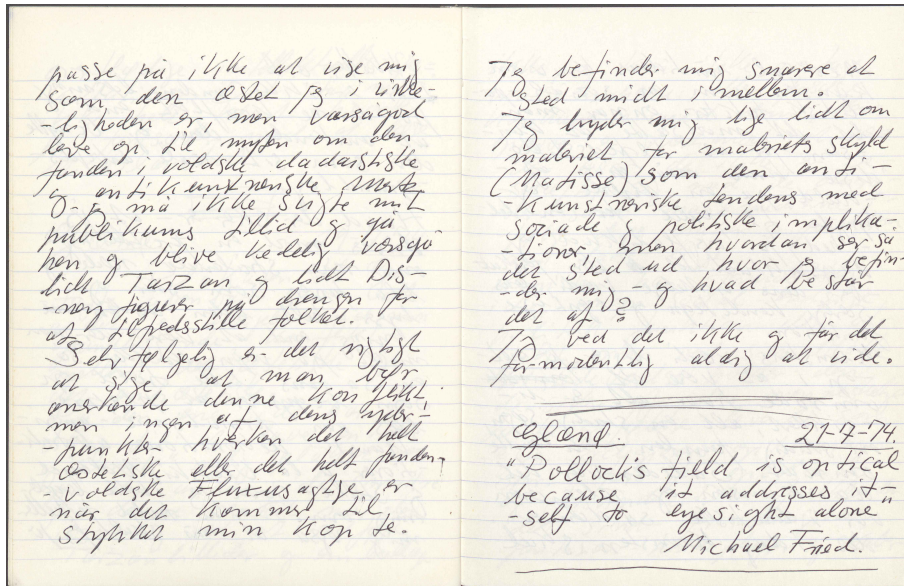 passe på ikke at vise mig
som den æstet jeg i virke-
-ligheden er, men værsågod
leve op til myten om den
fanden i voldske dadaistiske
og antikunstneriske
O- jeg må ikke svigte mit
publikums tillid og gå
hen og blive kedelig værsgo
lidt Tarzan og lidt Dis-
-ney figurer på drengen for
at tilfredsstille folket.
Selvfølgelig er det rigtigt
at sige at man bør
anerkende denne konflikt
men ingen af dens yder-
-punkter hverken det helt
æstetiske eller det helt fanden-
-voldske Fluxusagtige er
når det kommer til
stykket min kop te.
Jeg befinder mig snarere et
sted midt imellem.
Jeg bryder mig lige lidt om
maleriet for maleriets skyld
(Matisse) som den anti-
-kunstneriske tendens med
sociale og politiske implika-
-tioner, men hvordan ser så
det sted ud hvor jeg befin-
-der mig - og hvad består
det af?
Jeg ved det ikke og får det
formodentlig aldrig at vide.
21-7-74.
"Pollock's field is optical
because it addresses it-
-self to eyesight alone"
Michael Fried.